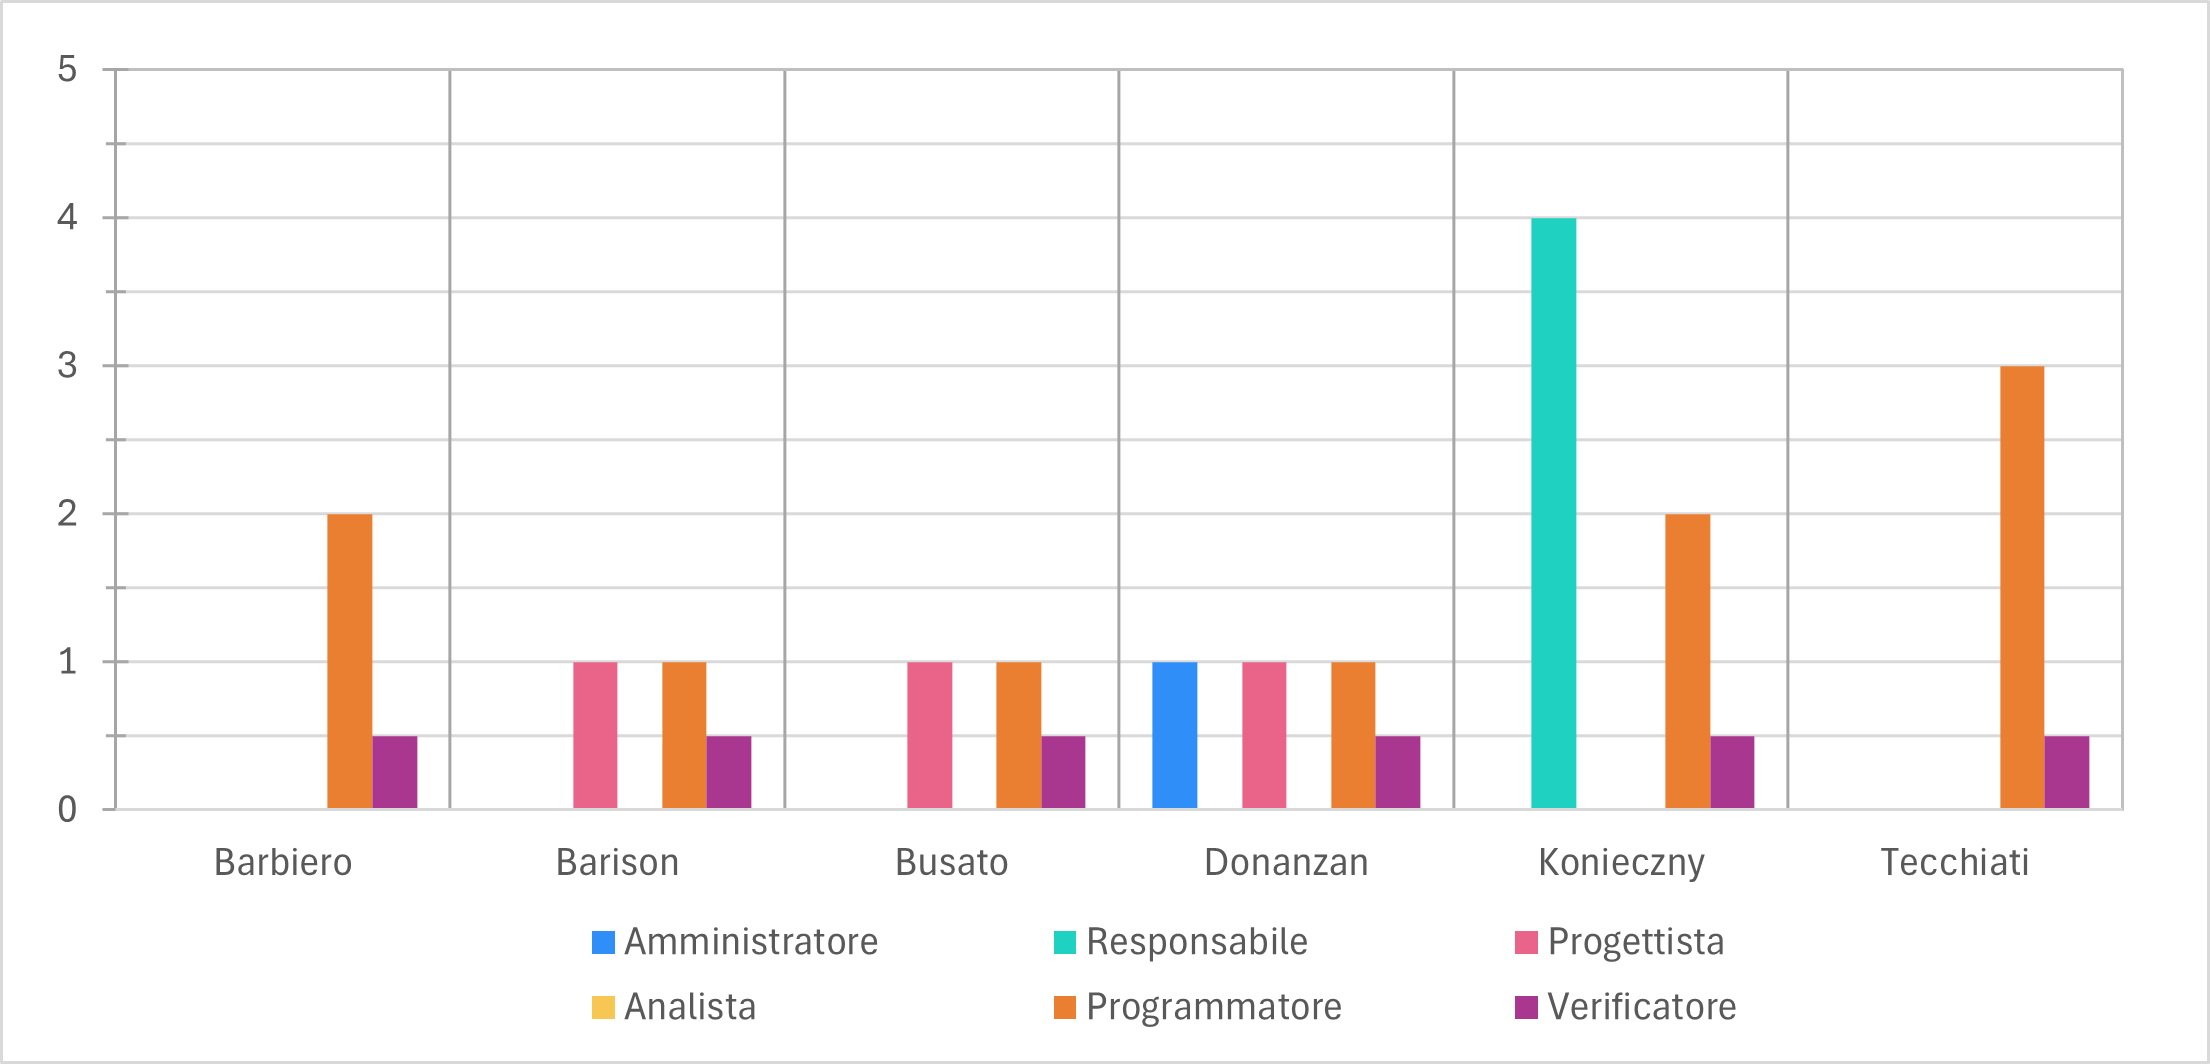 5
4
3
2
1
0
Barbiero Barison Busato Donanzan Konieczny Tecchiati
Amministratore Responsabile Progettista
Analista Programmatore Verificatore